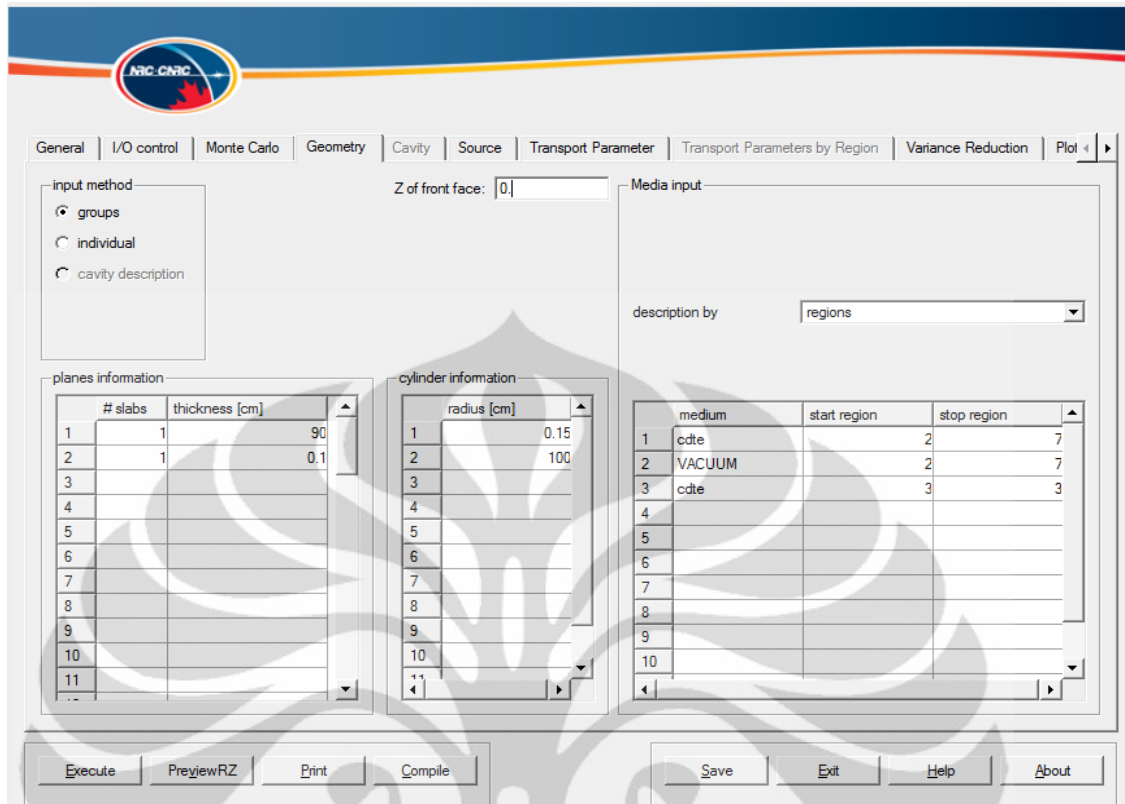 NRC·CNRC
General I/O control Monte Carlo Geometry Cavity Source Transport Parameter Transport Parameters by Region Variance Reduction
input method
groups
individual
cavity description
Z of front face: 0.
Media input
description by regions
planes information
# slabs thickness [cm]
1 1 90
2 1 0.1
3
4
5
6
7
8
9
10
11
cylinder information
radius [cm]
1 0.15
2 100
3
4
5
6
7
8
9
10
11
medium start region stop region
1 cdte 2 7
2 VACUUM 2 7
3 cdte 3 3
4
5
6
7
8
9
10
Execute PreviewRZ Print Compile Save Exit Help About